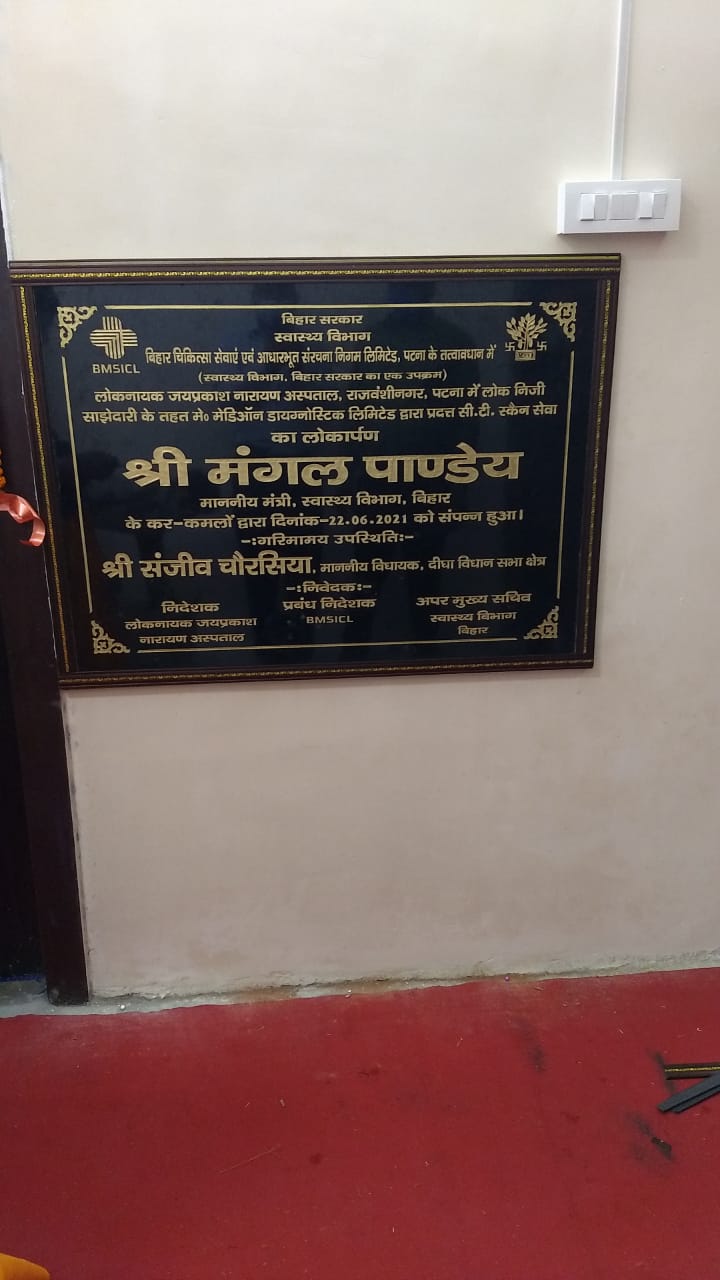 बिहार सरकार
स्वास्थ्य विभाग
बिहार चिकित्सा सेवाएं एवं आधारभूत संरचना निगम लिमिटेड, पटना के तत्वावधान में
(स्वास्थ्य विभाग, बिहार सरकार का एक उपक्रम)
BMSICL
लोकनायक जयप्रकाश नारायण अस्पताल, राजवंशीनगर, पटना में लोक निजी
साझेदारी के तहत मे० मेडिऑन डायग्नोस्टिक लिमिटेड द्वारा प्रदत्त सी.टी. स्कैन सेवा
का लोकार्पण
श्री मंगल पाण्डेय
माननीय मंत्री, स्वास्थ्य विभाग, बिहार
के कर-कमलों द्वारा दिनांक-22.06.2021 को संपन्न हुआ।
-:गरिमामय उपस्थिति:-
श्री संजीव चौरसिया, माननीय विधायक, दीघा विधान सभा क्षेत्र
-:निवेदक:-
निदेशक
लोकनायक जयप्रकाश
नारायण अस्पताल
प्रबंध निदेशक
BMSICL
अपर मुख्य सचिव
स्वास्थ्य बिभाग
बिहार